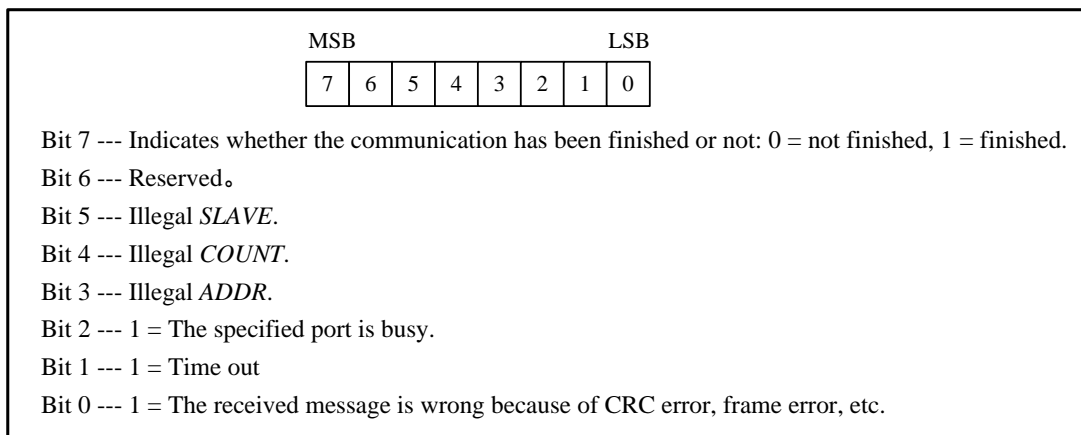 MSB LSB
7 6 5 4 3 2 1 0
Bit 7 --- Indicates whether the communication has been finished or not: 0 = not finished, 1 = finished.
Bit 6 --- Reserved。
Bit 5 --- Illegal SLAVE.
Bit 4 --- Illegal COUNT.
Bit 3 --- Illegal ADDR.
Bit 2 --- 1 = The specified port is busy.
Bit 1 --- 1 = Time out
Bit 0 --- 1 = The received message is wrong because of CRC error, frame error, etc.